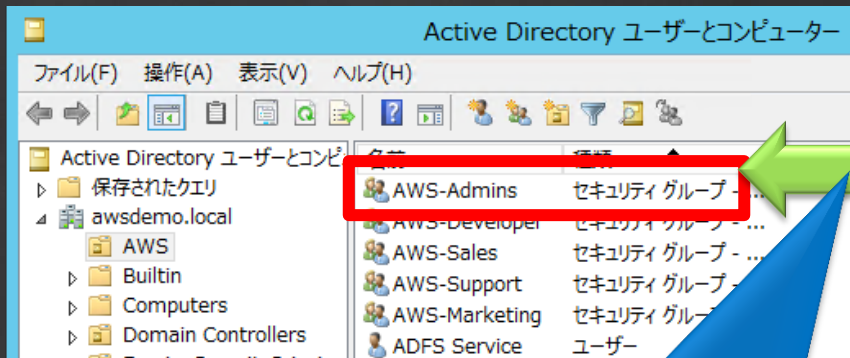 Active Directory ユーザーとコンピューター
ファイル(F) 操作(A) 表示(V) ヘルプ(H)
Active Directory ユーザーとコンピ
名前 種類
保存されたクエリ
AWS-Admins セキュリティ グループ - ...
awsdemo.local
AWS-Developer セキュリティ グループ - ...
AWS
AWS-Sales セキュリティ グループ - ...
Builtin
AWS-Support セキュリティ グループ -
Computers
AWS-Marketing セキュリティ グルー
Domain Controllers
ADFS Service ユーザー